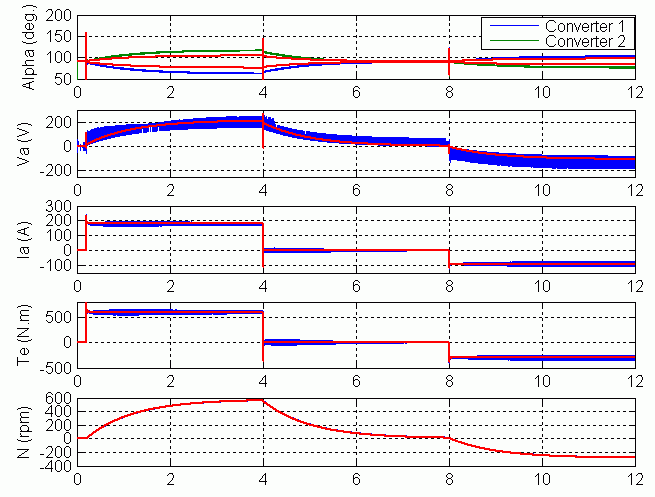 200
150
100
50
Alpha (deg.)
Converter 1
Converter 2
0 2 4 6 8 10 12
200
0
-200
Va (V)
0 2 4 6 8 10 12
300
200
100
0
-100
Ia (A)
0 2 4 6 8 10 12
500
0
-500
Te (N.m)
0 2 4 6 8 10 12
600
400
200
0
-200
-400
N (rpm)
0 2 4 6 8 10 12